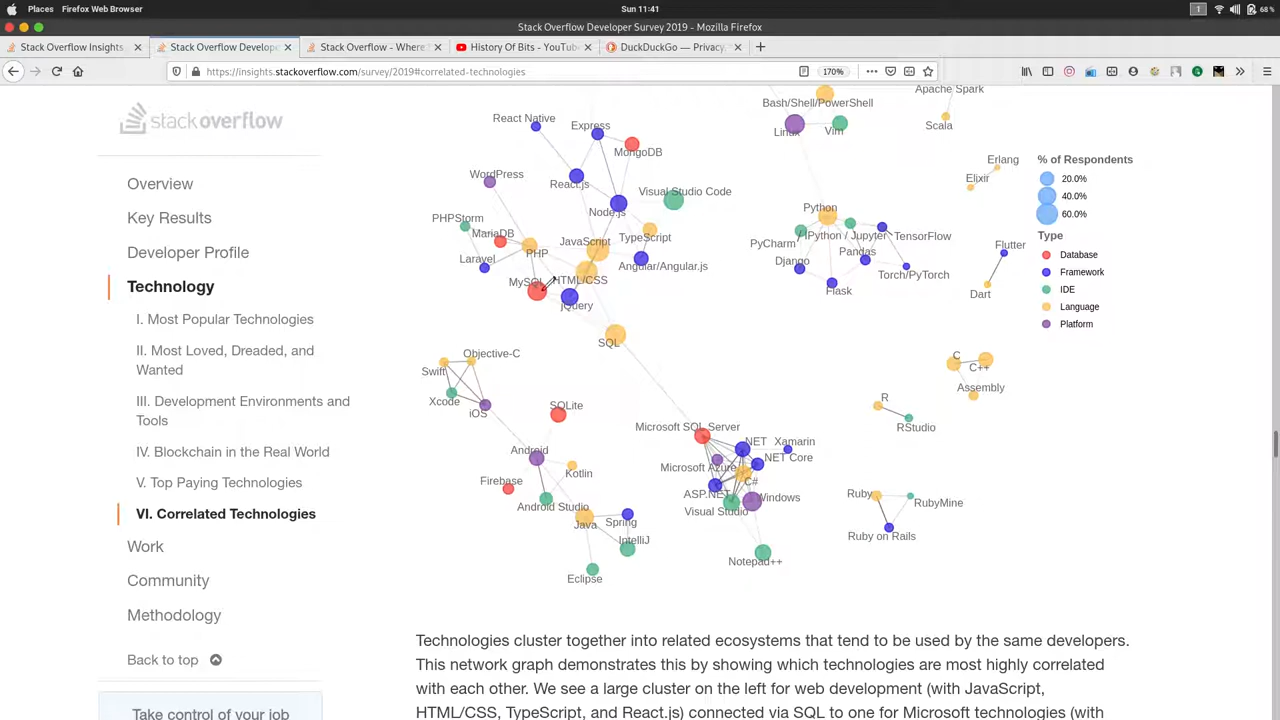 Places Firefox Web Browser
Sun 11:41
1
68 %
Stack Overflow Developer Survey 2019 - Mozilla Firefox
Stack Overflow Insights
Stack Overflow Develope
Stack Overflow - Where
History Of Bits - YouTub
DuckDuckGo — Privacy,
https://insights.stackoverflow.com/survey/2019#correlated-technologies
170%
stackoverflow
Overview
Key Results
Developer Profile
Technology
I. Most Popular Technologies
II. Most Loved, Dreaded, and
Wanted
III. Development Environments and
Tools
IV. Blockchain in the Real World
V. Top Paying Technologies
VI. Correlated Technologies
Work
Community
Methodology
Back to top
Take control of your job
Apache Spark
Bash/Shell/PowerShell
Scala
Linux
Vim
React Native
Express
MongoDB
WordPress
React.js
Visual Studio Code
Node.js
PHPStorm
MariaDB
JavaScript
TypeScript
Laravel
PHP
Angular/Angular.js
MySQL
HTML/CSS
jQuery
SQL
Python
PyCharm
IPython / Jupyter
TensorFlow
Django
Pandas
Torch/PyTorch
Flask
Erlang
Elixir
Flutter
Dart
% of Respondents
20.0%
40.0%
60.0%
Type
Database
Framework
IDE
Language
Platform
Objective-C
Swift
Xcode
iOS
SQLite
Android
Kotlin
Firebase
Android Studio
Java
Spring
IntelliJ
Eclipse
Microsoft SQL Server
.NET
Xamarin
.NET Core
Microsoft Azure
C#
ASP.NET
Windows
Visual Studio
Notepad++
C
C++
Assembly
R
RStudio
Ruby
RubyMine
Ruby on Rails
Technologies cluster together into related ecosystems that tend to be used by the same developers.
This network graph demonstrates this by showing which technologies are most highly correlated
with each other. We see a large cluster on the left for web development (with JavaScript,
HTML/CSS, TypeScript, and React.js) connected via SQL to one for Microsoft technologies (with